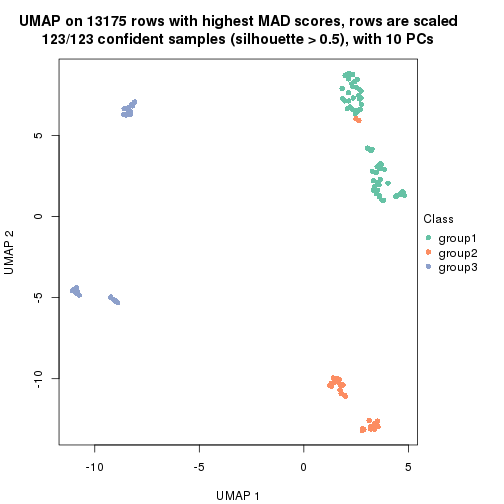 UMAP on 13175 rows with highest MAD scores, rows are scaled
123/123 confident samples (silhouette > 0.5), with 10 PCs
5
0
-5
-10
UMAP 2
-10
-5
0
5
UMAP 1
Class
group1
group2
group3